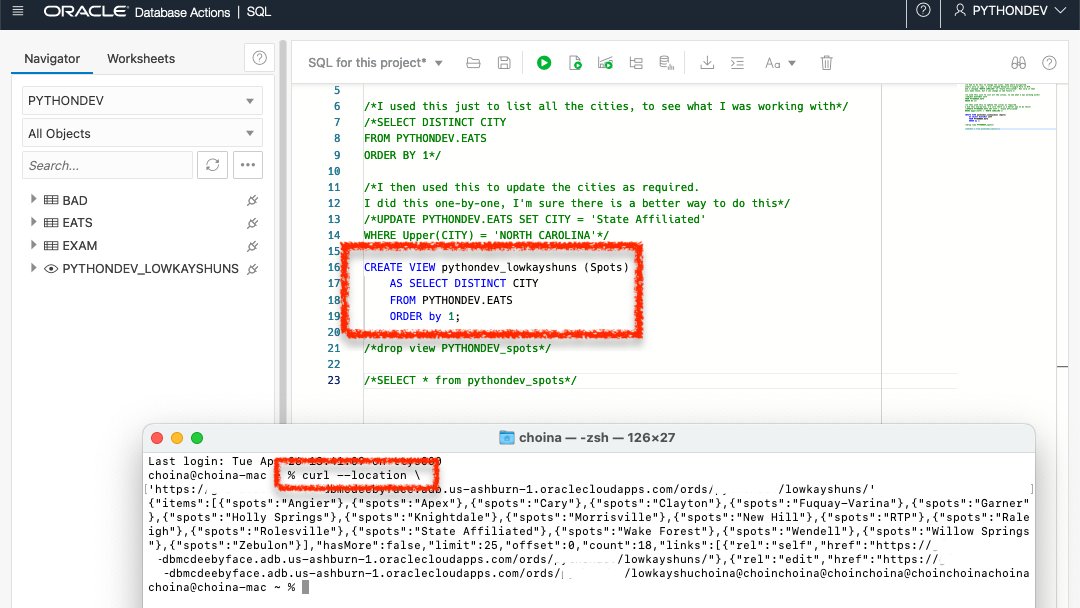 ORACLE Database Actions | SQL
PYTHONDEV
Navigator
Worksheets
SQL for this project*
Aa
PYTHONDEV
All Objects
Search...
BAD
EATS
EXAM
PYTHONDEV_LOWKAYSHUNS
5
6 /*I used this just to list all the cities, to see what I was working with*/
7 /*SELECT DISTINCT CITY
8 FROM PYTHONDEV.EATS
9 ORDER BY 1*/
10
11 /*I then used this to update the cities as required.
12 I did this one-by-one, I'm sure there is a better way to do this*/
13 /*UPDATE PYTHONDEV.EATS SET CITY = 'State Affiliated'
14 WHERE Upper(CITY) = 'NORTH CAROLINA'*/
15
16 CREATE VIEW pythondev_lowkayshuns (Spots)
17 AS SELECT DISTINCT CITY
18 FROM PYTHONDEV.EATS
19 ORDER by 1;
20
21 /*drop view PYTHONDEV_spots*/
22
23 /*SELECT * from pythondev_spots*/
choina — -zsh — 126×27
Last login: Tue
choina@choina-mac % curl --location \
'https:/ dbmcdeebyface.adb.us-ashburn-1.oraclecloudapps.com/ords/ /lowkayshuns/'
{"items":[{"spots":"Angier"},{"spots":"Apex"},{"spots":"Cary"},{"spots":"Clayton"},{"spots":"Fuquay-Varina"},{"spots":"Garner"
},{"spots":"Holly Springs"},{"spots":"Knightdale"},{"spots":"Morrisville"},{"spots":"New Hill"},{"spots":"RTP"},{"spots":"Rale
igh"},{"spots":"Rolesville"},{"spots":"State Affiliated"},{"spots":"Wake Forest"},{"spots":"Wendell"},{"spots":"Willow Springs
"},{"spots":"Zebulon"}],"hasMore":false,"limit":25,"offset":0,"count":18,"links":[{"rel":"self","href":"https://
-dbmcdeebyface.adb.us-ashburn-1.oraclecloudapps.com/ords/ /lowkayshuns/"},{"rel":"edit","href":"https://
-dbmcdeebyface.adb.us-ashburn-1.oraclecloudapps.com/ords/ /lowkayshuchoina@choinchoina@choinchoina@choinchoinachoina
choina@choina-mac ~ %